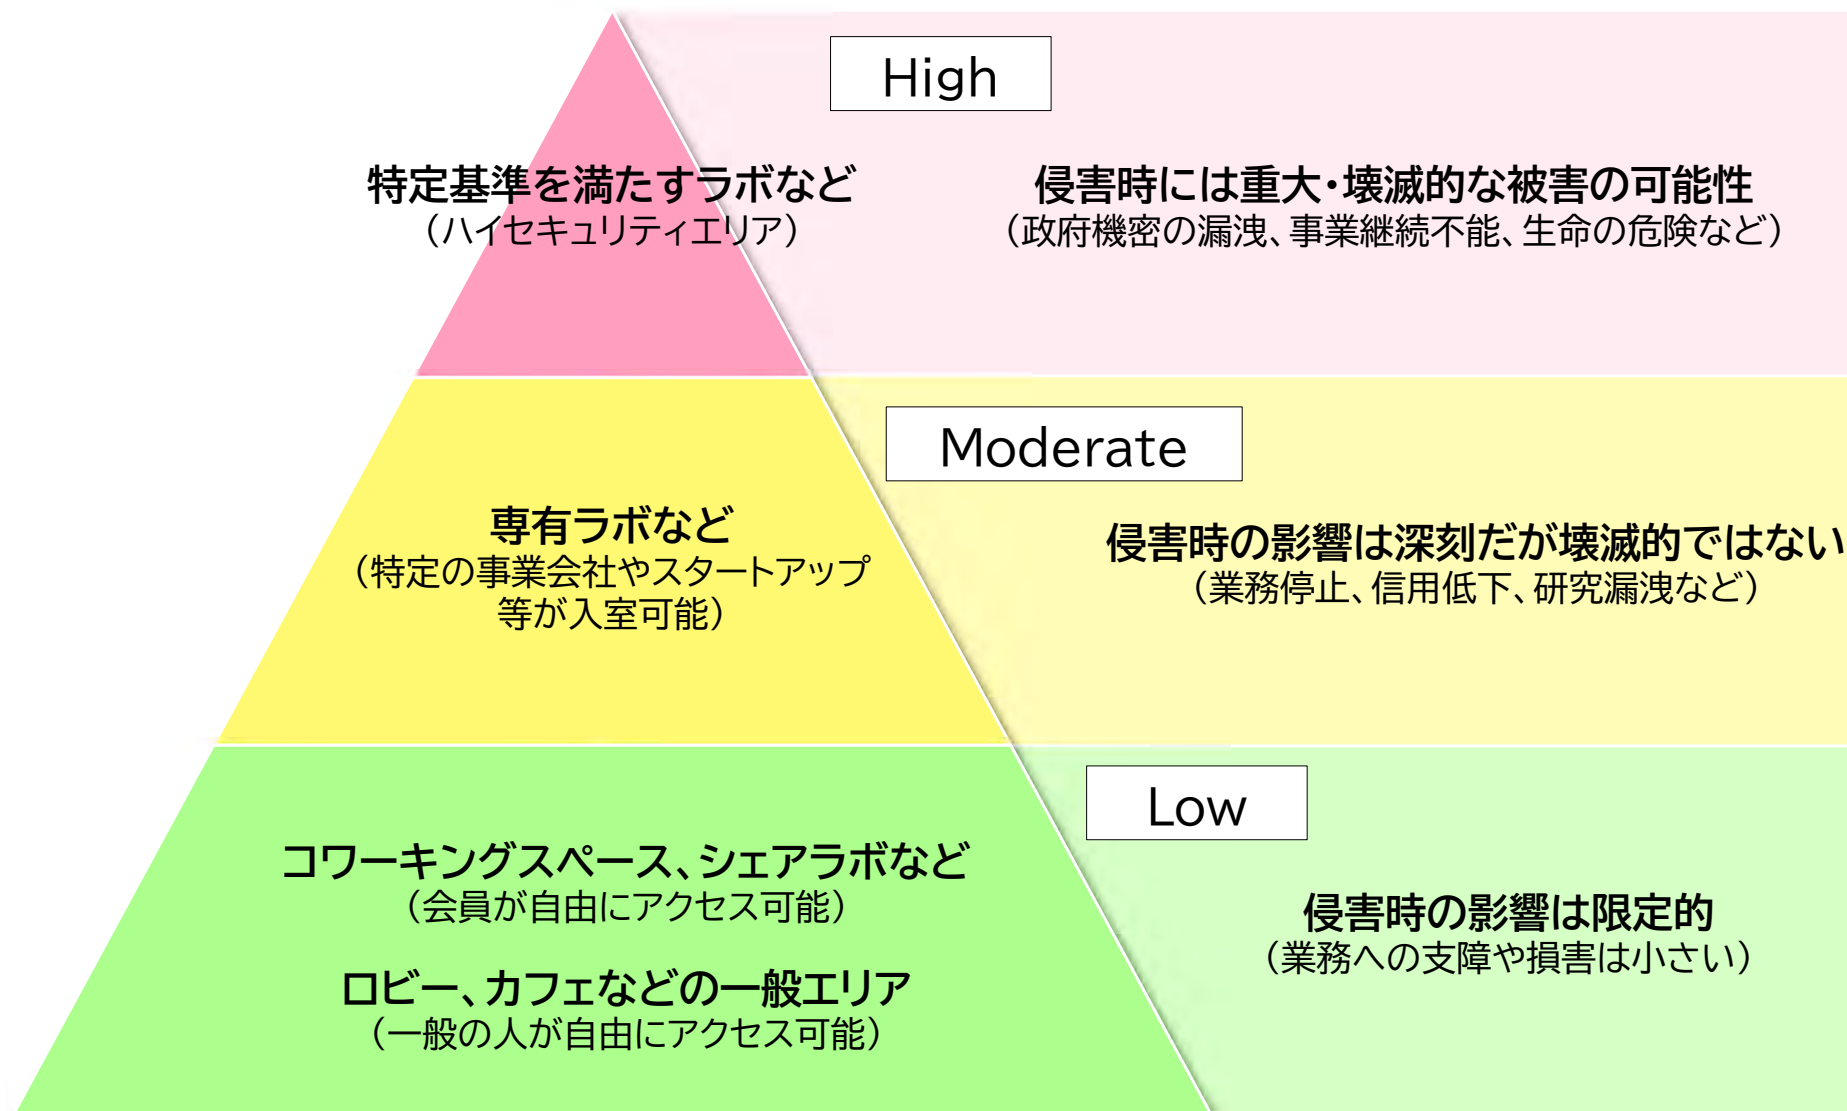 High
特定基準を満たすラボなど
（ハイセキュリティエリア）
侵害時には重大・壊滅的な被害の可能性
（政府機密の漏洩、事業継続不能、生命の危険など）
Moderate
専有ラボなど
（特定の事業会社やスタートアップ
等が入室可能）
侵害時の影響は深刻だが壊滅的ではない
（業務停止、信用低下、研究漏洩など）
Low
コワーキングスペース、シェアラボなど
（会員が自由にアクセス可能）
ロビー、カフェなどの一般エリア
（一般の人が自由にアクセス可能）
侵害時の影響は限定的
（業務への支障や損害は小さい）